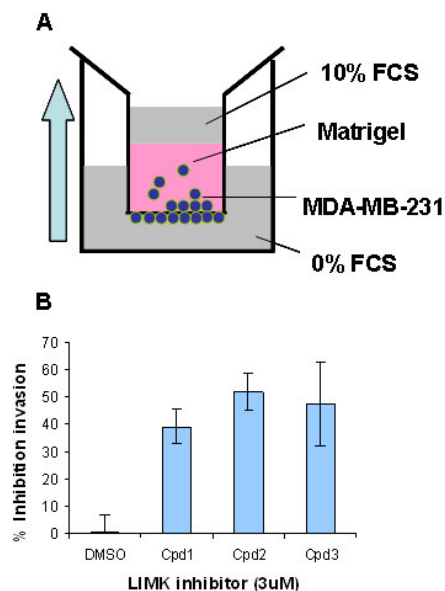 A
10% FCS
Matrigel
MDA-MB-231
0% FCS
B
% Inhibition invasion
70
60
50
40
30
20
10
0
DMSO Cpd1 Cpd2 Cpd3
LIMK inhibitor (3uM)